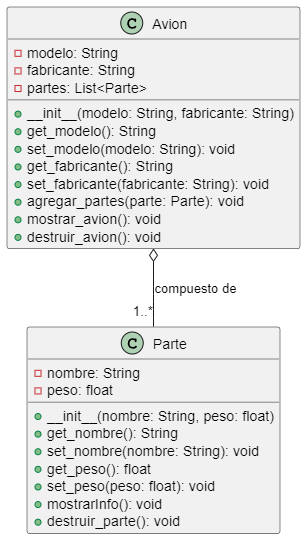 C Avion
modelo: String
fabricante: String
partes: List<Parte>
__init__(modelo: String, fabricante: String)
get_modelo(): String
set_modelo(modelo: String): void
get_fabricante(): String
set_fabricante(fabricante: String): void
agregar_partes(parte: Parte): void
mostrar_avion(): void
destruir_avion(): void
compuesto de
1..*
C Parte
nombre: String
peso: float
__init__(nombre: String, peso: float)
get_nombre(): String
set_nombre(nombre: String): void
get_peso(): float
set_peso(peso: float): void
mostrarInfo(): void
destruir_parte(): void